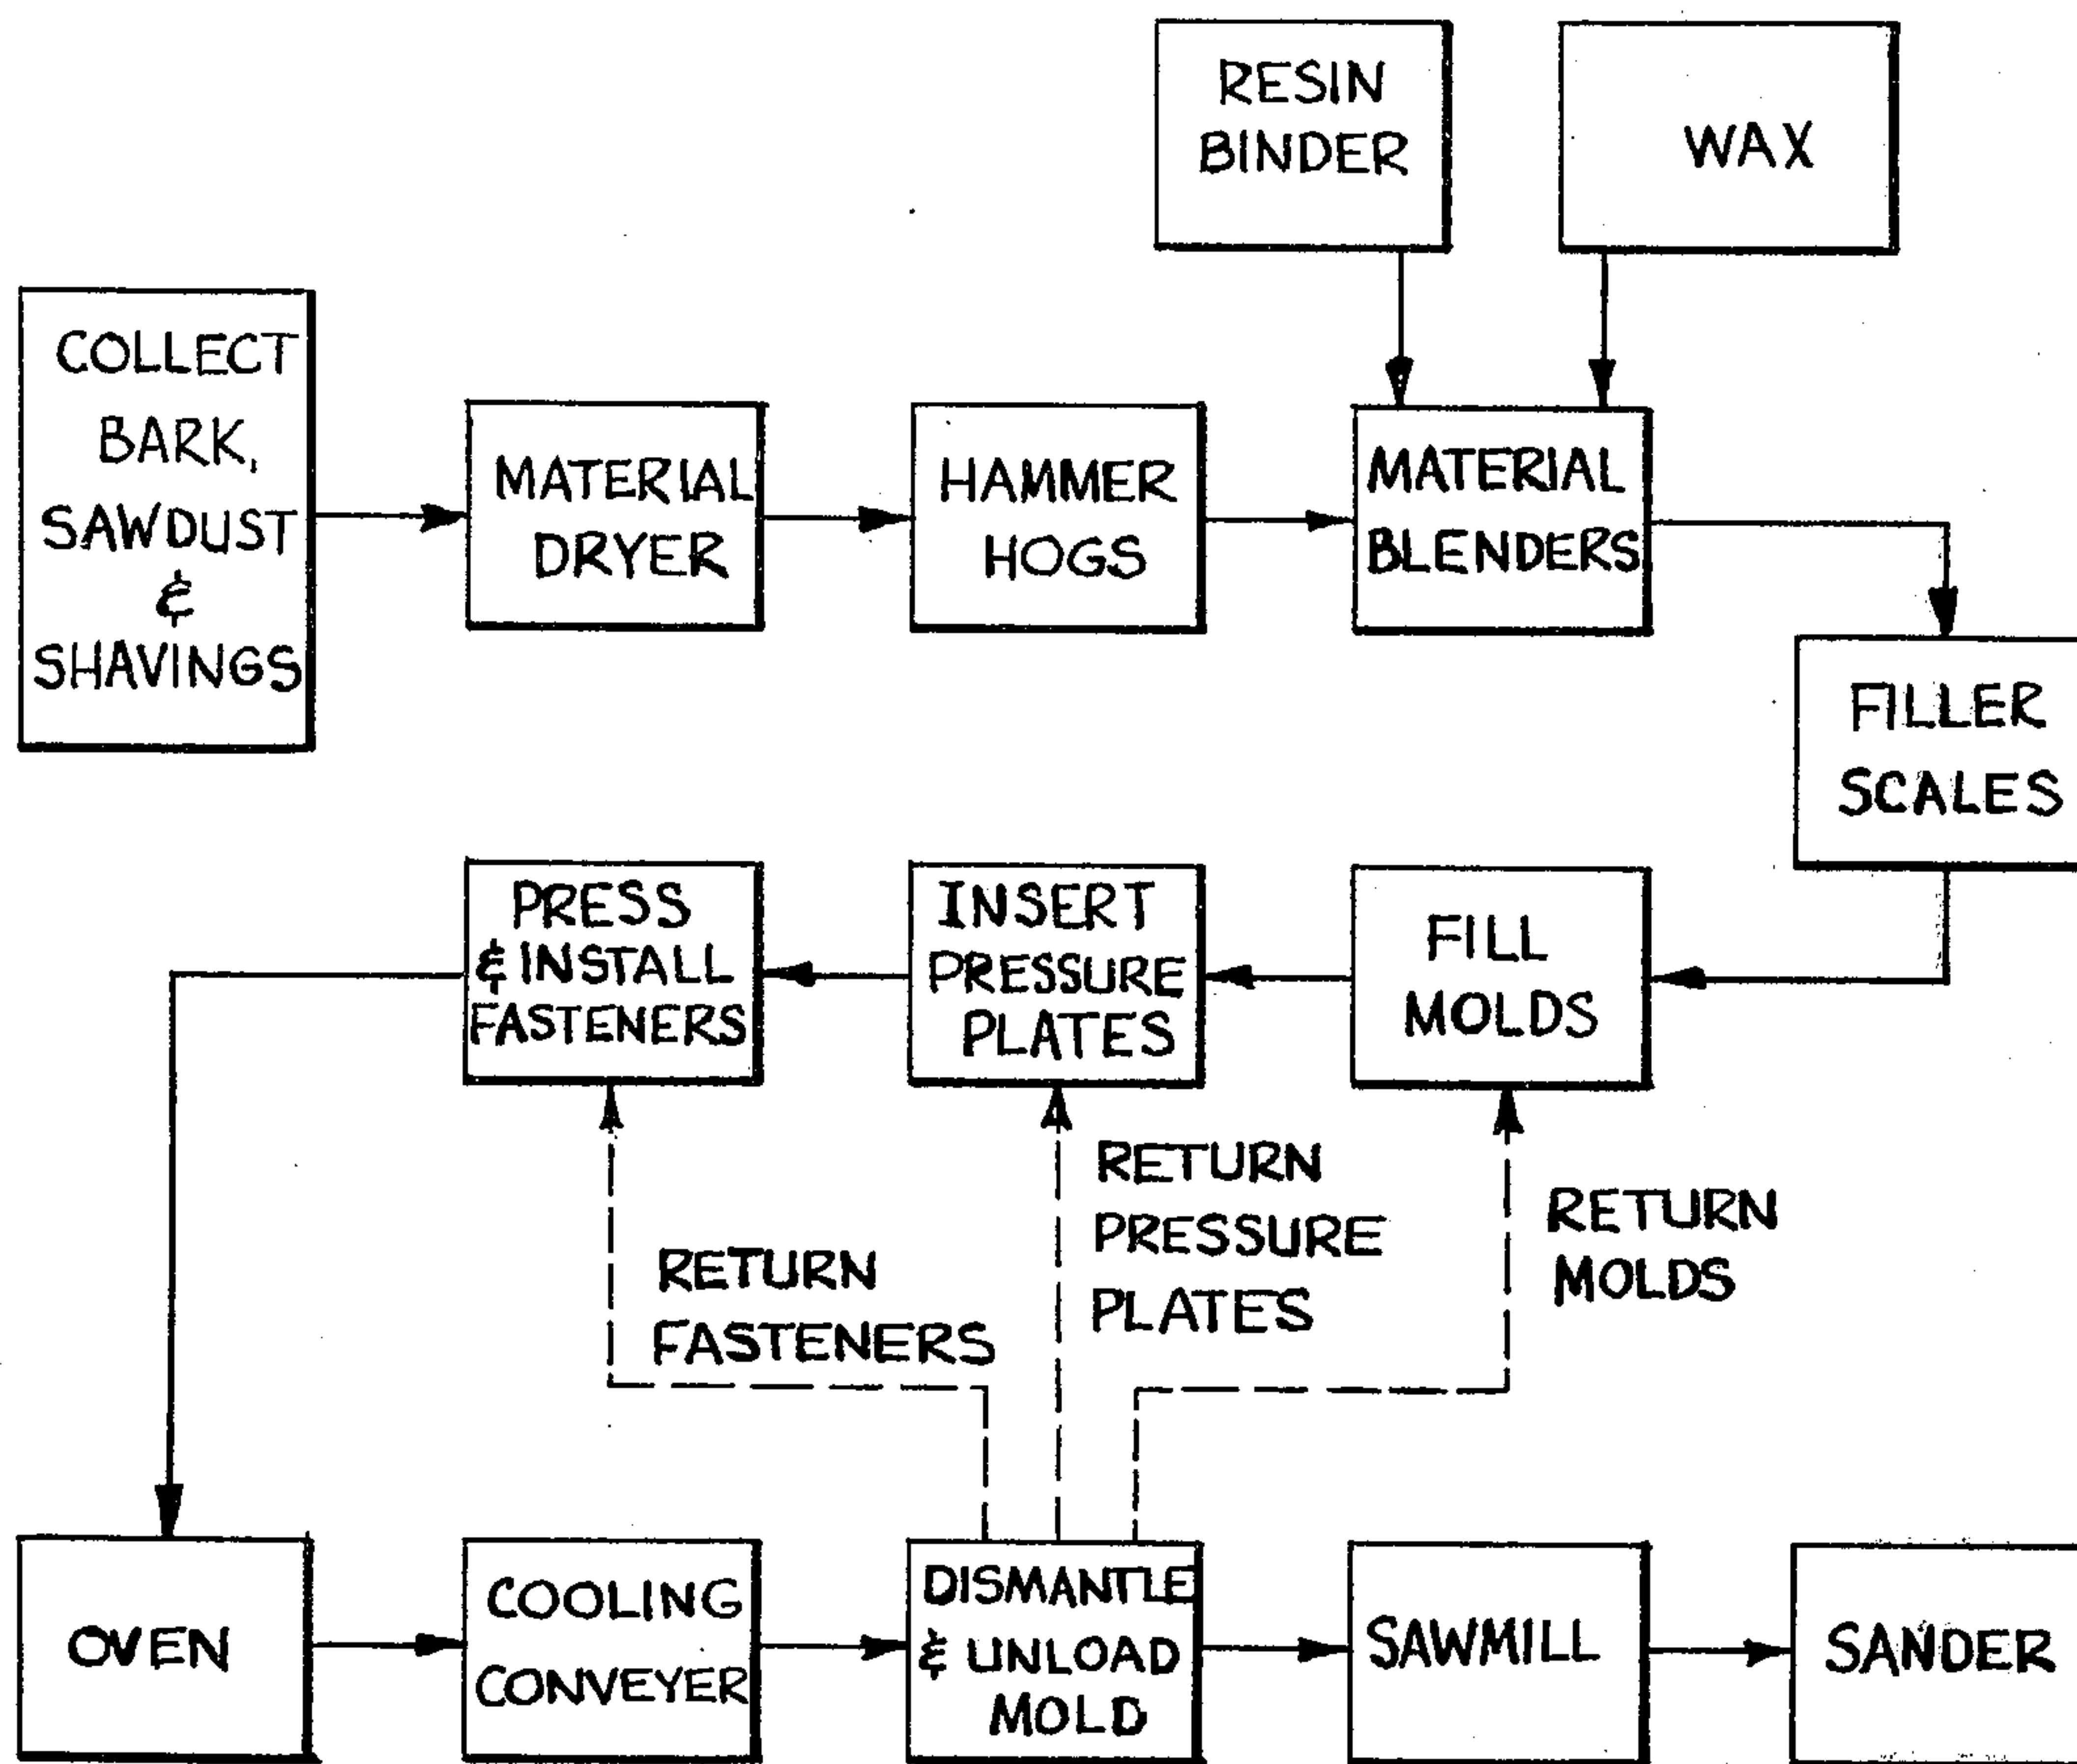 RESIN
BINDER
WAX
COLLECT
BARK,
SAWDUST
&
SHAVINGS
MATERIAL
DRYER
HAMMER
HOGS
MATERIAL
BLENDERS
FILLER
SCALES
PRESS
& INSTALL
FASTENERS
INSERT
PRESSURE
PLATES
FILL
MOLDS
RETURN
FASTENERS
RETURN
PRESSURE
PLATES
RETURN
MOLDS
OVEN
COOLING
CONVEYER
DISMANTLE
& UNLOAD
MOLD
SAWMILL
SANDER